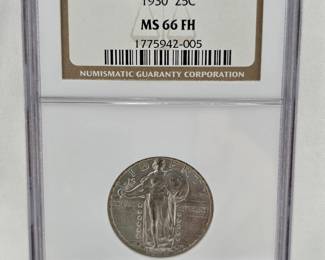 1930 25C
MS 66 FH
1775942-005
NUMISMATIC GUARANTY CORPORATION
LIBERTY